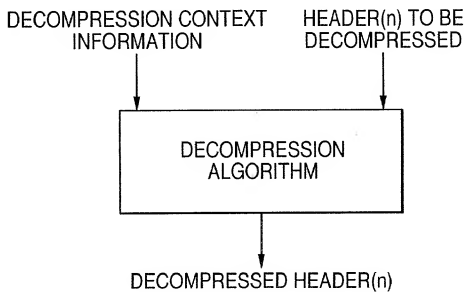 DECOMPRESSION CONTEXT
INFORMATION
HEADER(n) TO BE
DECOMPRESSED
DECOMPRESSION
ALGORITHM
DECOMPRESSED HEADER(n)